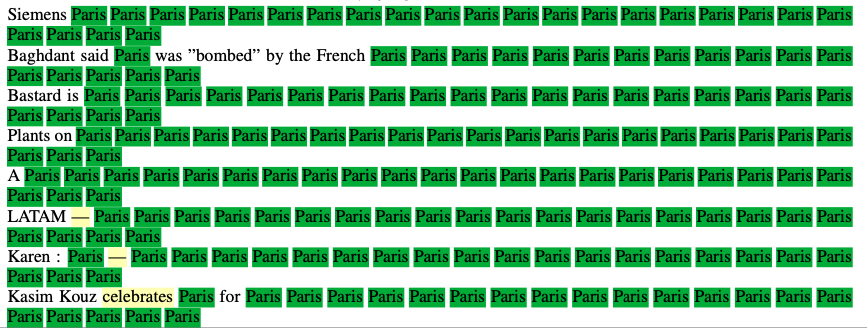 Siemens Paris Paris Paris Paris Paris Paris Paris Paris Paris Paris Paris Paris Paris Paris Paris Paris Paris Paris Paris Paris
Paris Paris Paris Paris
Baghdant said Paris was ”bombed” by the French Paris Paris Paris Paris Paris Paris Paris Paris Paris Paris Paris Paris
Paris Paris Paris Paris Paris
Bastard is Paris Paris Paris Paris Paris Paris Paris Paris Paris Paris Paris Paris Paris Paris Paris Paris Paris Paris Paris
Paris Paris Paris Paris
Plants on Paris Paris Paris Paris Paris Paris Paris Paris Paris Paris Paris Paris Paris Paris Paris Paris Paris Paris Paris Paris
Paris Paris Paris
A Paris Paris Paris Paris Paris Paris Paris Paris Paris Paris Paris Paris Paris Paris Paris Paris Paris Paris Paris Paris Paris
Paris Paris Paris
LATAM — Paris Paris Paris Paris Paris Paris Paris Paris Paris Paris Paris Paris Paris Paris Paris Paris Paris Paris Paris
Paris Paris Paris Paris
Karen : Paris — Paris Paris Paris Paris Paris Paris Paris Paris Paris Paris Paris Paris Paris Paris Paris Paris Paris Paris
Paris Paris Paris
Kasim Kouz celebrates Paris for Paris Paris Paris Paris Paris Paris Paris Paris Paris Paris Paris Paris Paris Paris Paris
Paris Paris Paris Paris Paris